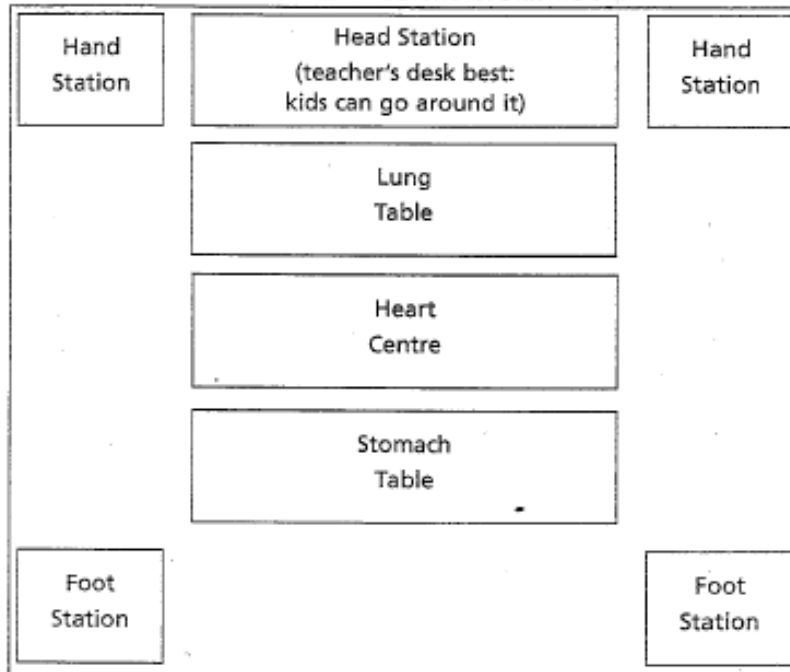 Hand
Station
Head Station
(teacher's desk best:
kids can go around it)
Hand
Station
Lung
Table
Heart
Centre
Stomach
Table
Foot
Station
Foot
Station